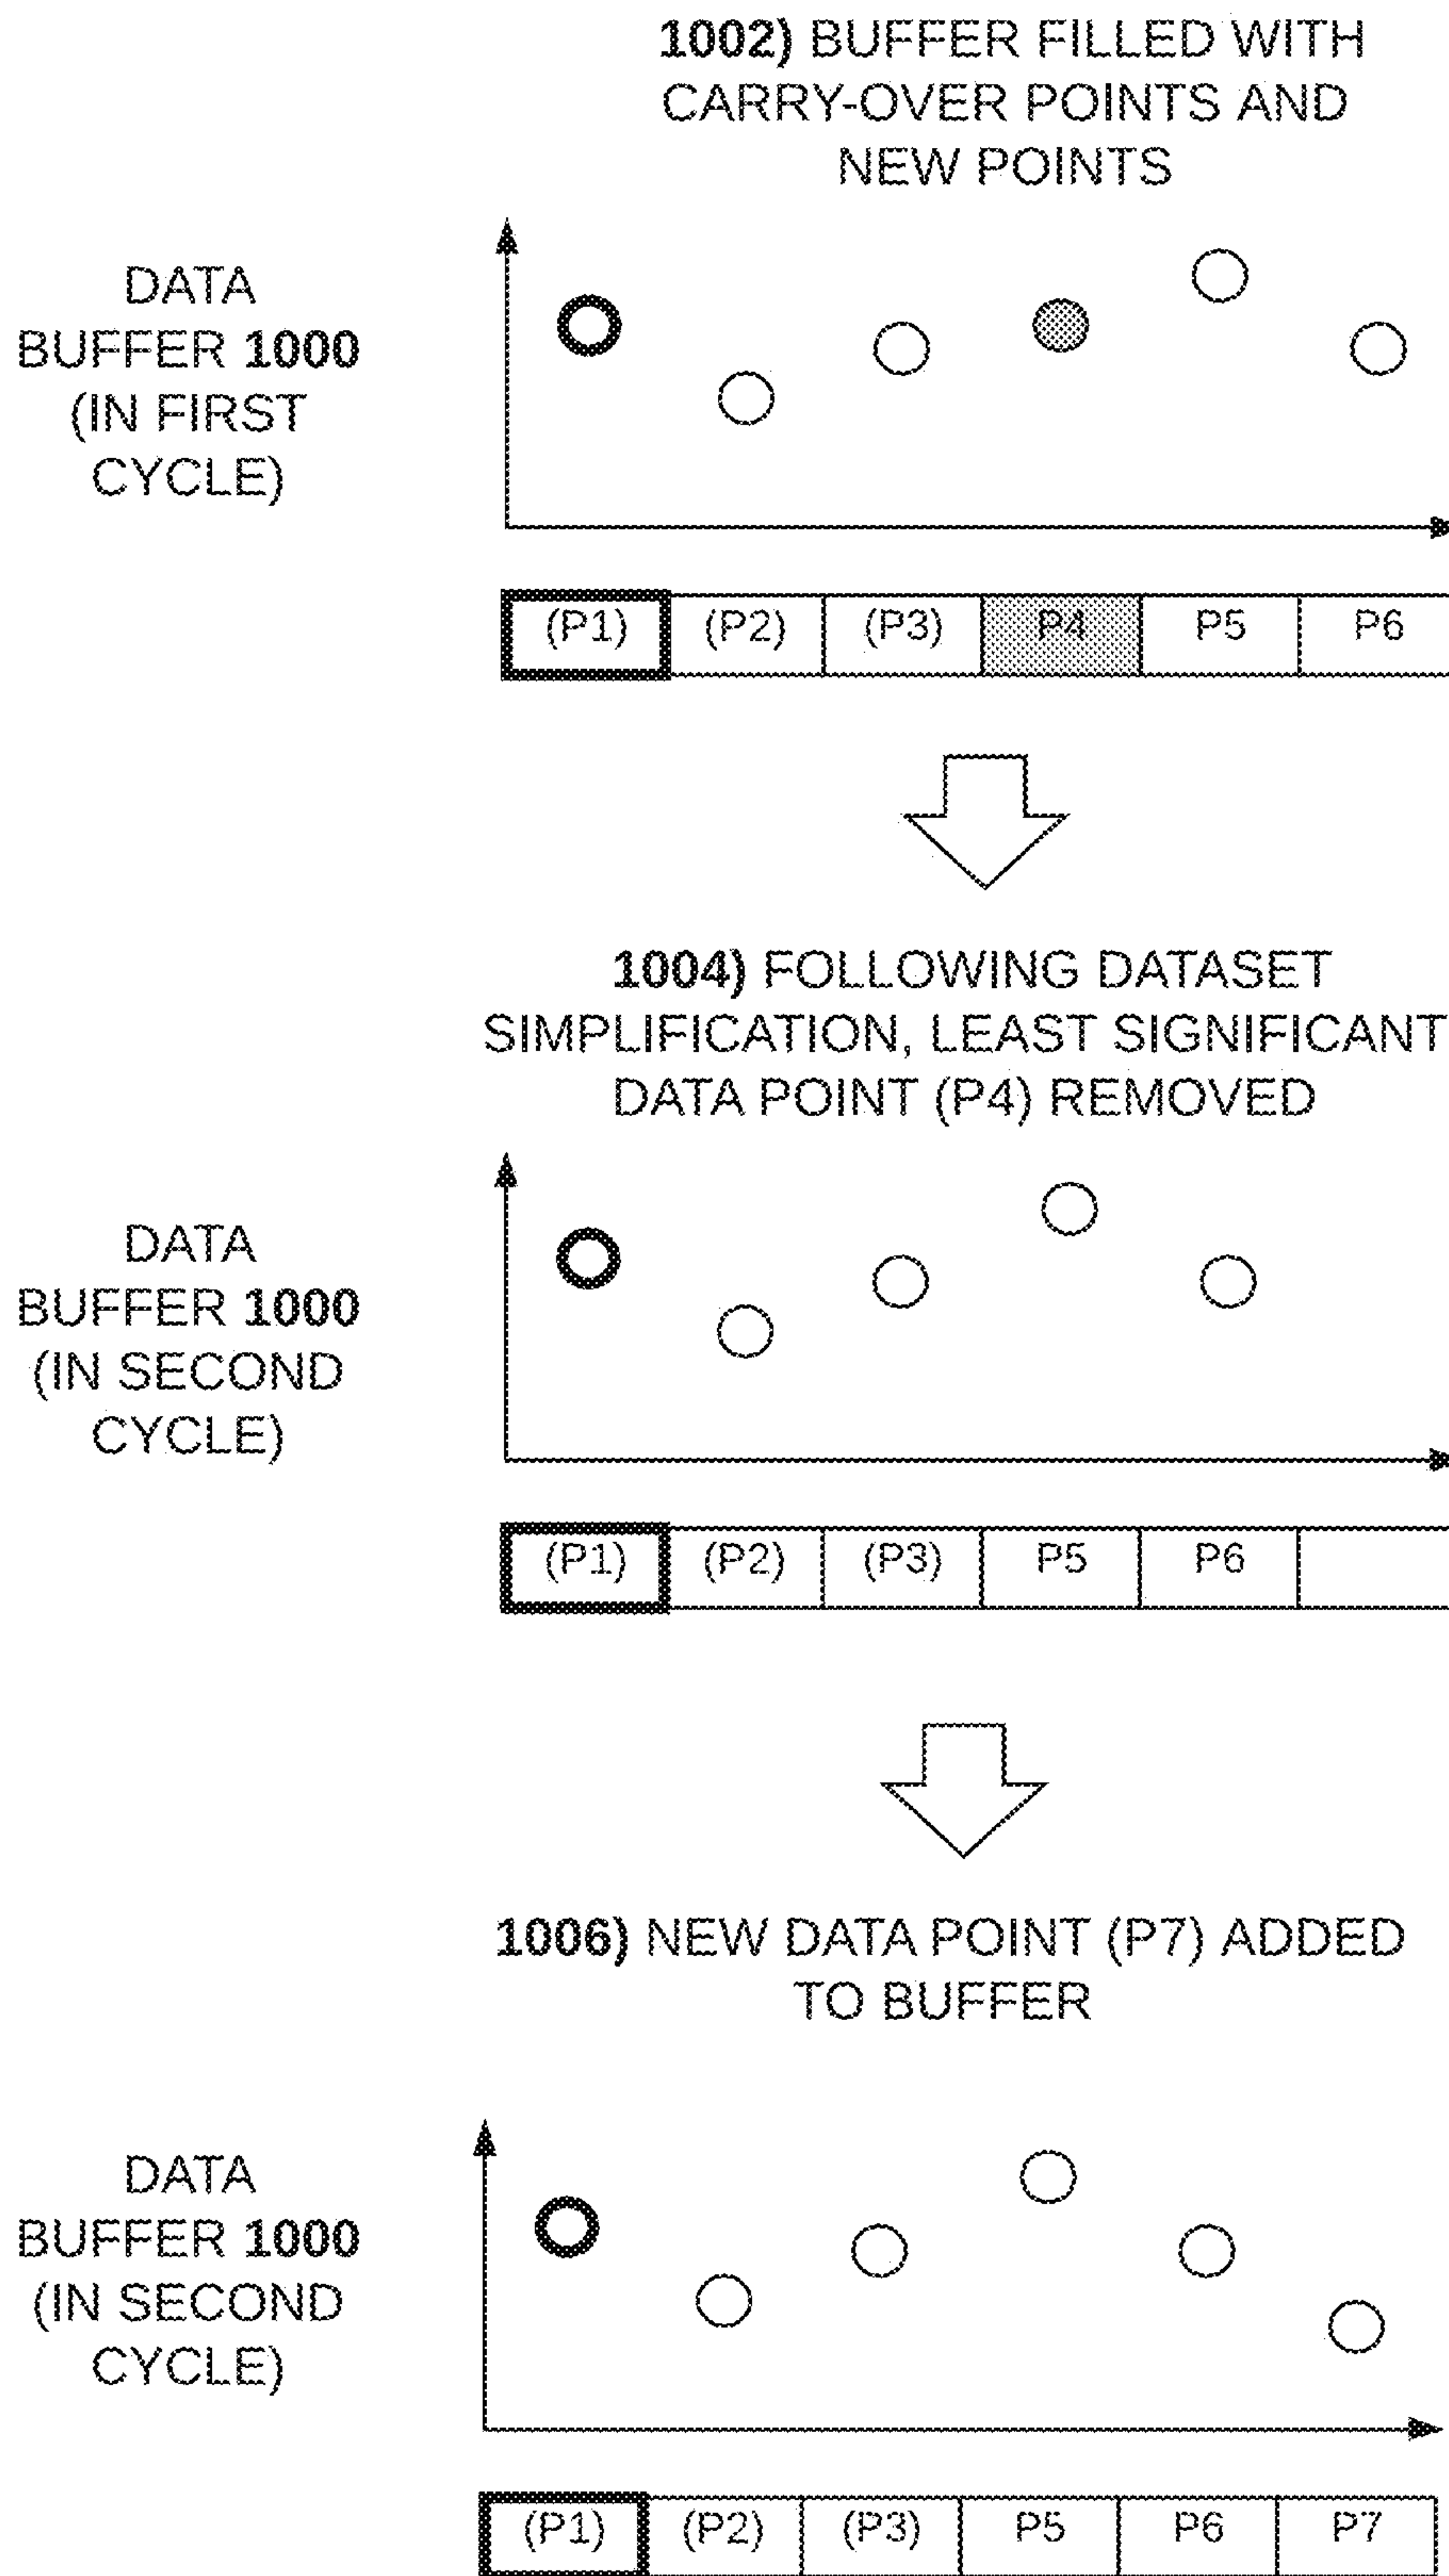 1002) BUFFER FILLED WITH
CARRY-OVER POINTS AND
NEW POINTS
DATA
BUFFER 1000
(IN FIRST
CYCLE)
(P1) (P2) (P3) P4 P5 P6
1004) FOLLOWING DATASET
SIMPLIFICATION, LEAST SIGNIFICANT
DATA POINT (P4) REMOVED
DATA
BUFFER 1000
(IN SECOND
CYCLE)
(P1) (P2) (P3) P5 P6
1006) NEW DATA POINT (P7) ADDED
TO BUFFER
DATA
BUFFER 1000
(IN SECOND
CYCLE)
(P1) (P2) (P3) P5 P6 P7